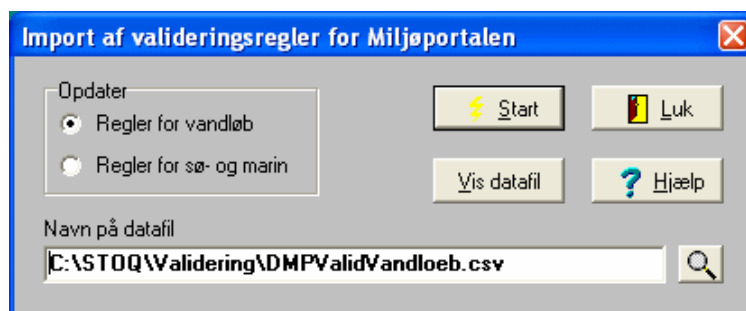 Import af valideringsregler for Miljøportalen
Opdater
Regler for vandløb
Regler for sø- og marin
Start
Luk
Vis datafil
Hjælp
Navn på datafil
C:\STOQ\Validering\DMPValidVandloeb.csv